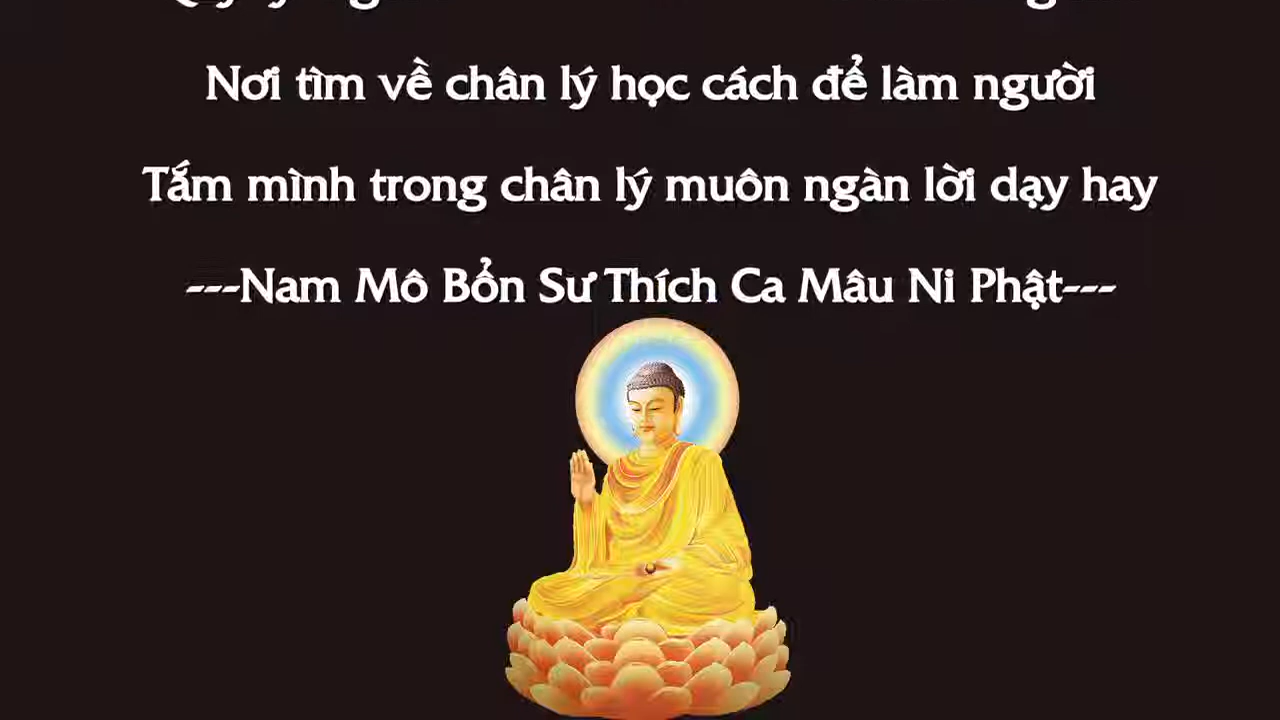 Nơi tìm về chân lý học cách để làm người
Tắm mình trong chân lý muôn ngàn lời dạy hay
---Nam Mô Bổn Sư Thích Ca Mâu Ni Phật---